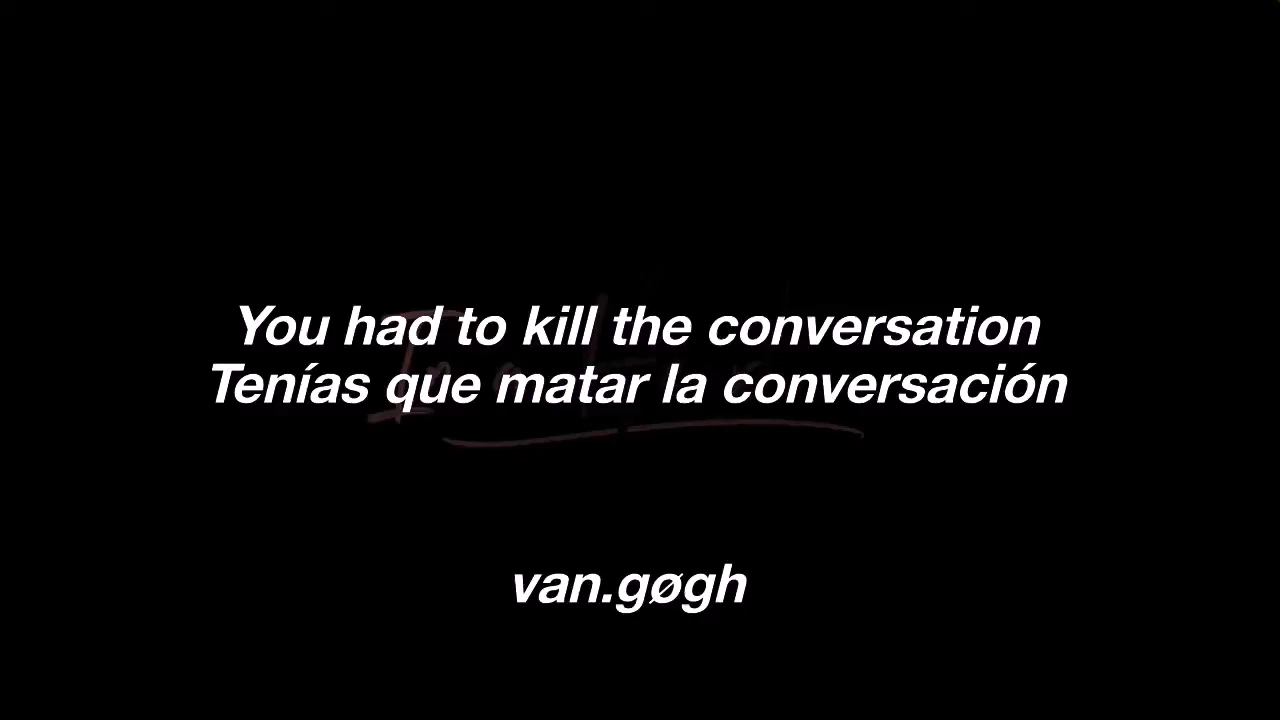 You had to kill the conversation
Tenías que matar la conversación
van.gøgh